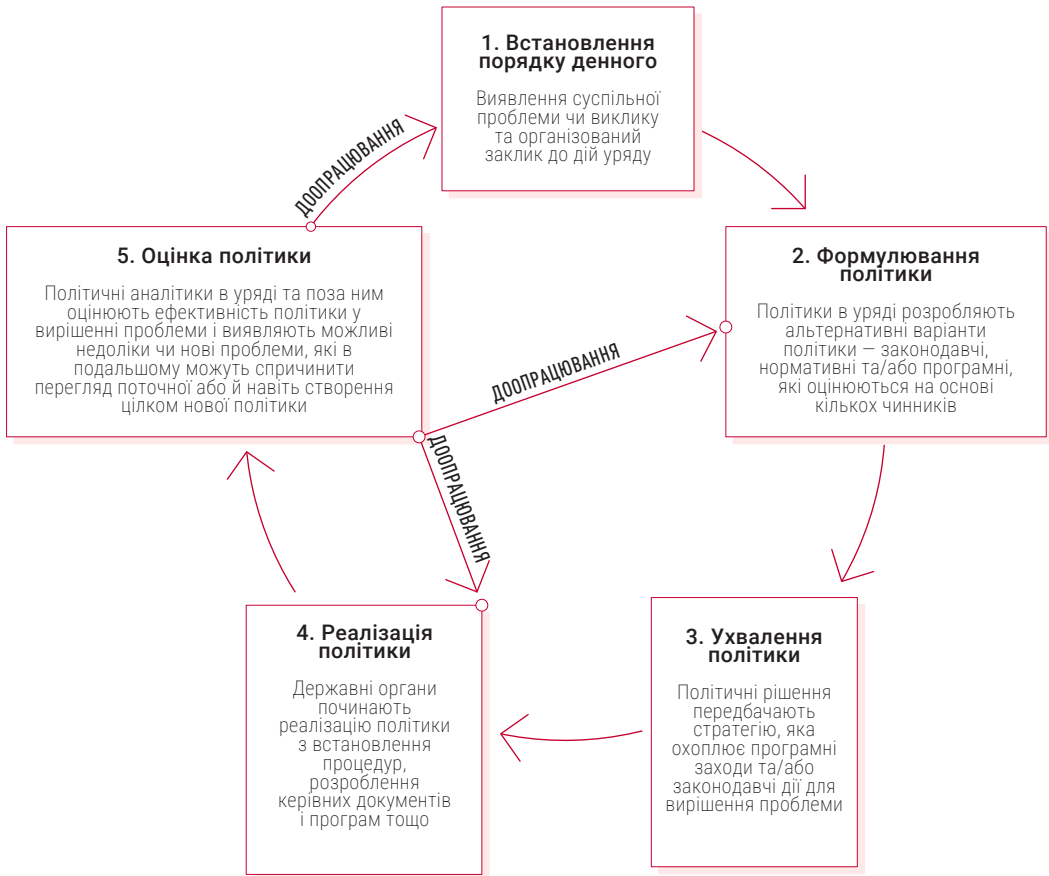 1. Встановлення
порядку денного
Виявлення суспільної
проблеми чи виклику
та організований
заклик до дій уряду
ДООПРАЦЮВАННЯ
5. Оцінка політики
Політичні аналітики в уряді та поза ним
оцінюють ефективність політики у
вирішенні проблеми і виявляють можливі
недоліки чи нові проблеми, які в
подальшому можуть спричинити
перегляд поточної або й навіть створення
цілком нової політики
2. Формулювання
політики
Політики в уряді розробляють
альтернативні варіанти
політики — законодавчі,
нормативні та/або програмні,
які оцінюються на основі
кількох чинників
ДООПРАЦЮВАННЯ
ДООПРАЦЮВАННЯ
4. Реалізація
політики
Державні органи
починають
реалізацію політики
з встановлення
процедур,
розроблення
керівних документів
і програм тощо
3. Ухвалення
політики
Політичні рішення
передбачають
стратегію, яка
охоплює програмні
заходи та/або
законодавчі дії для
вирішення проблеми